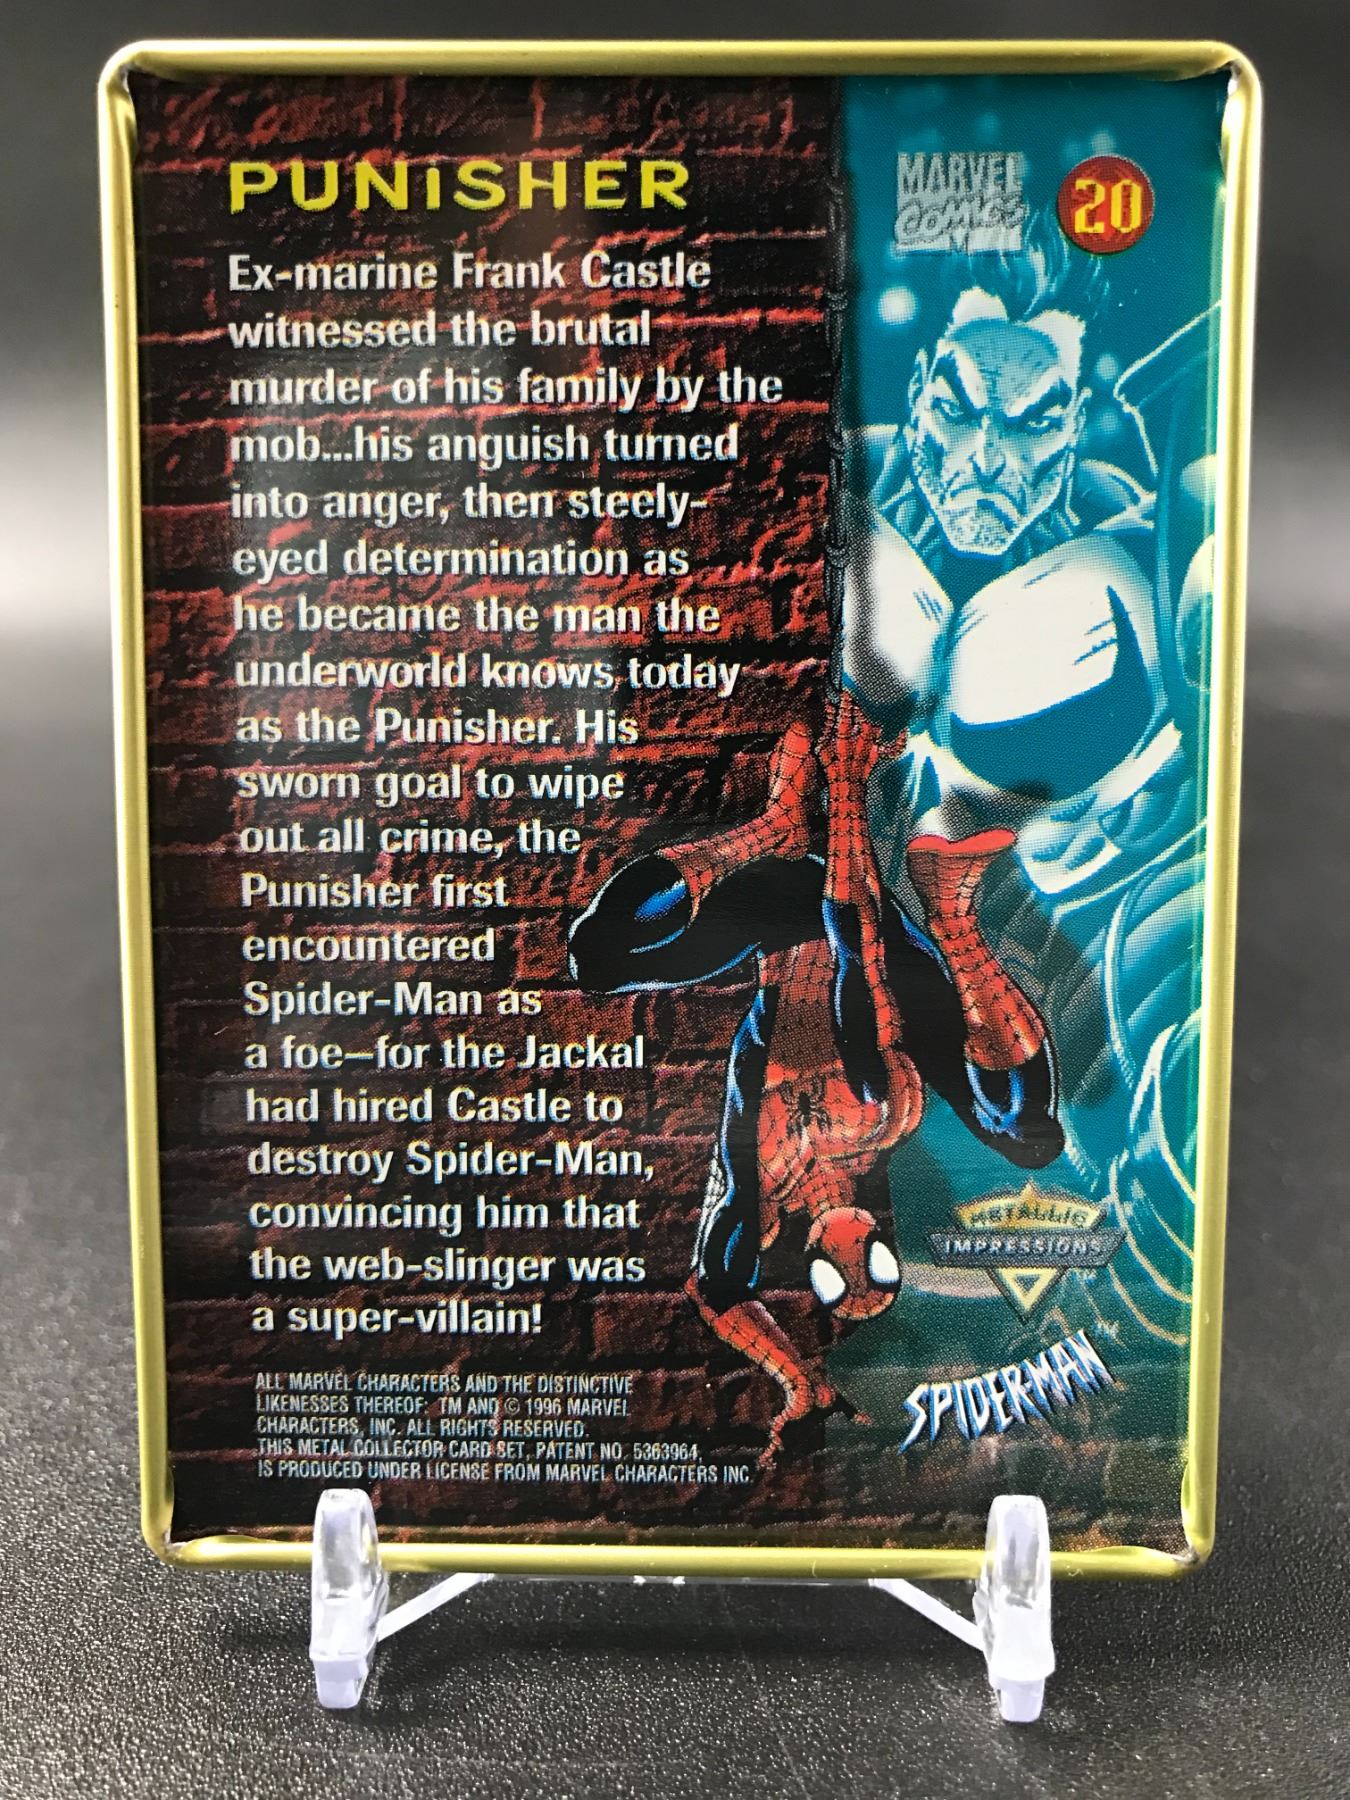 PUNiSHER
MARVEL
COMICS
20
Ex-marine Frank Castle
witnessed the brutal
murder of his family by the
mob...his anguish turned
into anger, then steely-
eyed determination as
he became the man the
underworld knows today
as the Punisher. His
sworn goal to wipe
out all crime, the
Punisher first
encountered
Spider-Man as
a foe—for the Jackal
had hired Castle to
destroy Spider-Man,
convincing him that
the web-slinger was
a super-villain!
METALLIC
IMPRESSIONS
TM
SPIDER-MAN™
ALL MARVEL CHARACTERS AND THE DISTINCTIVE
LIKENESSES THEREOF: TM AND © 1996 MARVEL
CHARACTERS, INC. ALL RIGHTS RESERVED.
THIS METAL COLLECTOR CARD SET, PATENT NO. 5363964,
IS PRODUCED UNDER LICENSE FROM MARVEL CHARACTERS INC.